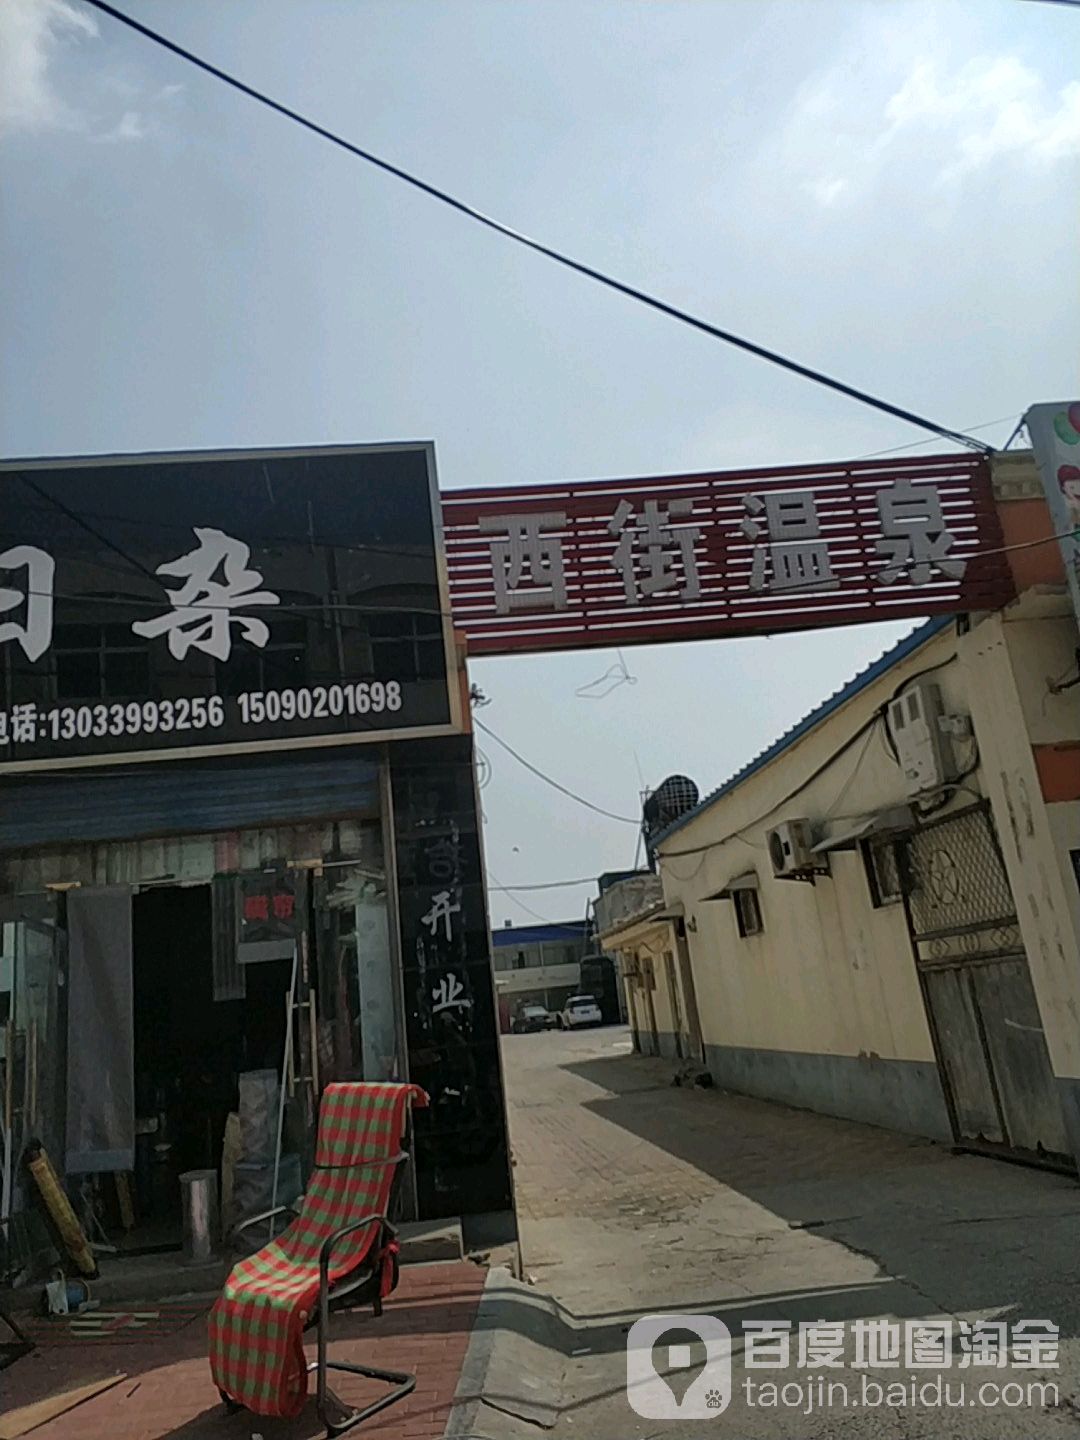 日杂
电话:13033993256 15090201698
西街温泉
开业
百度地图淘金
taojin.baidu.com